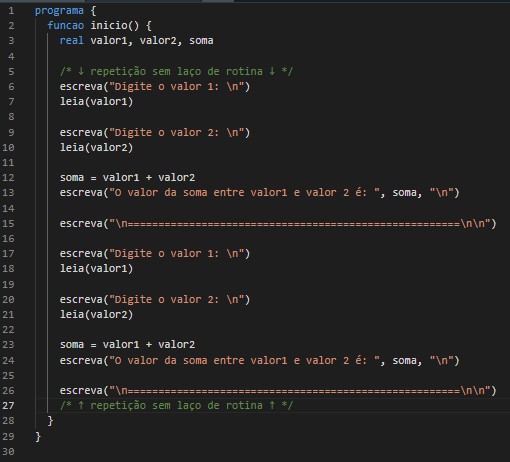 1 programa {
2 funcao inicio() {
3 real valor1, valor2, soma
4
5 /* ↓ repetição sem laço de rotina ↓ */
6 escreva("Digite o valor 1: \n")
7 leia(valor1)
8
9 escreva("Digite o valor 2: \n")
10 leia(valor2)
11
12 soma = valor1 + valor2
13 escreva("O valor da soma entre valor1 e valor 2 é: ", soma, "\n")
14
15 escreva("\n======================================================\n\n")
16
17 escreva("Digite o valor 1: \n")
18 leia(valor1)
19
20 escreva("Digite o valor 2: \n")
21 leia(valor2)
22
23 soma = valor1 + valor2
24 escreva("O valor da soma entre valor1 e valor 2 é: ", soma, "\n")
25
26 escreva("\n======================================================\n\n")
27 /* ↑ repetição sem laço de rotina ↑ */
28 }
29 }
30